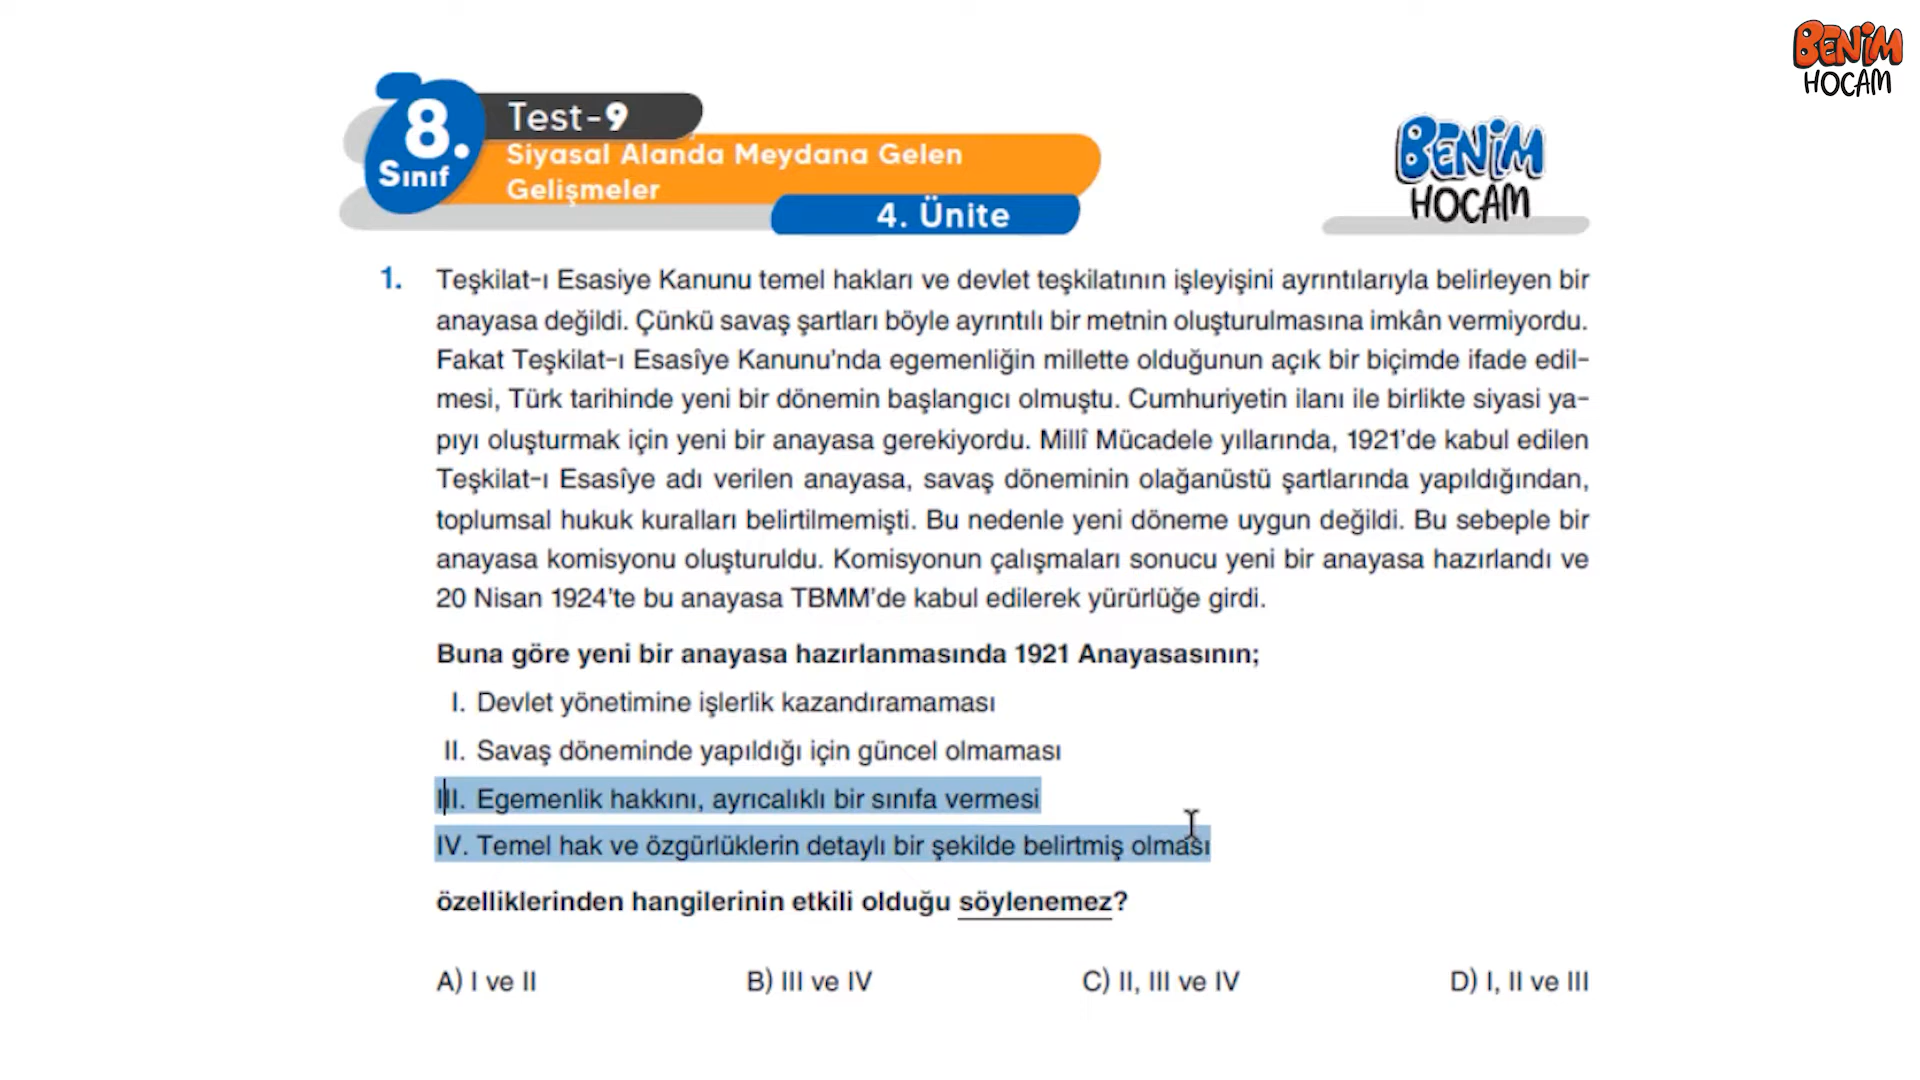 BENİM
HOCAM
8.
Sınıf
Test-9
Siyasal Alanda Meydana Gelen
Gelişmeler
4. Ünite
BENİM
HOCAM
1. Teşkilat-ı Esasiye Kanunu temel hakları ve devlet teşkilatının işleyişini ayrıntılarıyla belirleyen bir
anayasa değildi. Çünkü savaş şartları böyle ayrıntılı bir metnin oluşturulmasına imkân vermiyordu.
Fakat Teşkilat-ı Esasîye Kanunu'nda egemenliğin millette olduğunun açık bir biçimde ifade edil-
mesi, Türk tarihinde yeni bir dönemin başlangıcı olmuştu. Cumhuriyetin ilanı ile birlikte siyasi ya-
pıyı oluşturmak için yeni bir anayasa gerekiyordu. Millî Mücadele yıllarında, 1921'de kabul edilen
Teşkilat-ı Esasîye adı verilen anayasa, savaş döneminin olağanüstü şartlarında yapıldığından,
toplumsal hukuk kuralları belirtilmemişti. Bu nedenle yeni döneme uygun değildi. Bu sebeple bir
anayasa komisyonu oluşturuldu. Komisyonun çalışmaları sonucu yeni bir anayasa hazırlandı ve
20 Nisan 1924'te bu anayasa TBMM'de kabul edilerek yürürlüğe girdi.
Buna göre yeni bir anayasa hazırlanmasında 1921 Anayasasının;
I. Devlet yönetimine işlerlik kazandıramaması
II. Savaş döneminde yapıldığı için güncel olmaması
III. Egemenlik hakkını, ayrıcalıklı bir sınıfa vermesi
IV. Temel hak ve özgürlüklerin detaylı bir şekilde belirtmiş olması
özelliklerinden hangilerinin etkili olduğu söylenemez?
A) I ve II B) III ve IV C) II, III ve IV D) I, II ve III